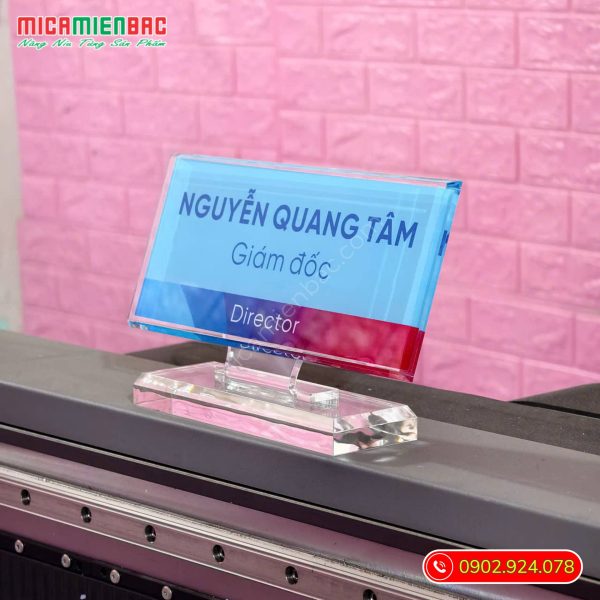 MICAMIENBAC
Nâng Niu Từng Sản Phẩm
NGUYỄN QUANG TÂM
Giám đốc
Director
0902.924.078